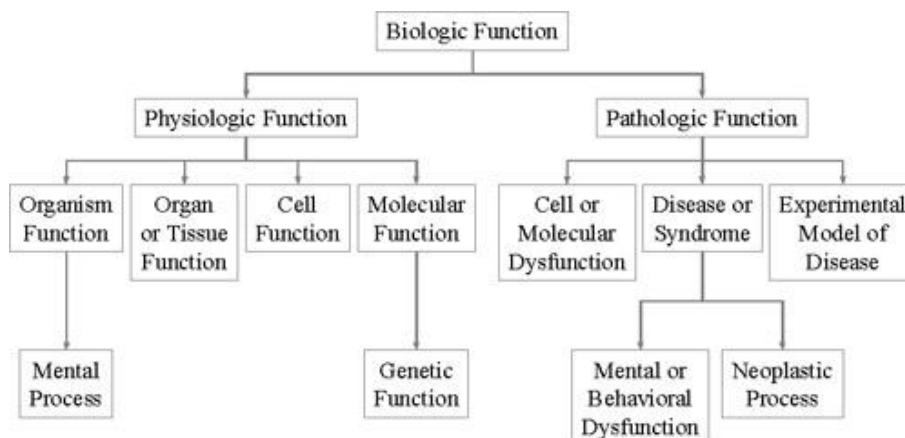 Biologic Function
Physiologic Function
Pathologic Function
Organism
Function
Organ
or Tissue
Function
Cell
Function
Molecular
Function
Cell or
Molecular
Dysfunction
Disease or
Syndrome
Experimental
Model of
Disease
Mental
Process
Genetic
Function
Mental or
Behavioral
Dysfunction
Neoplastic
Process